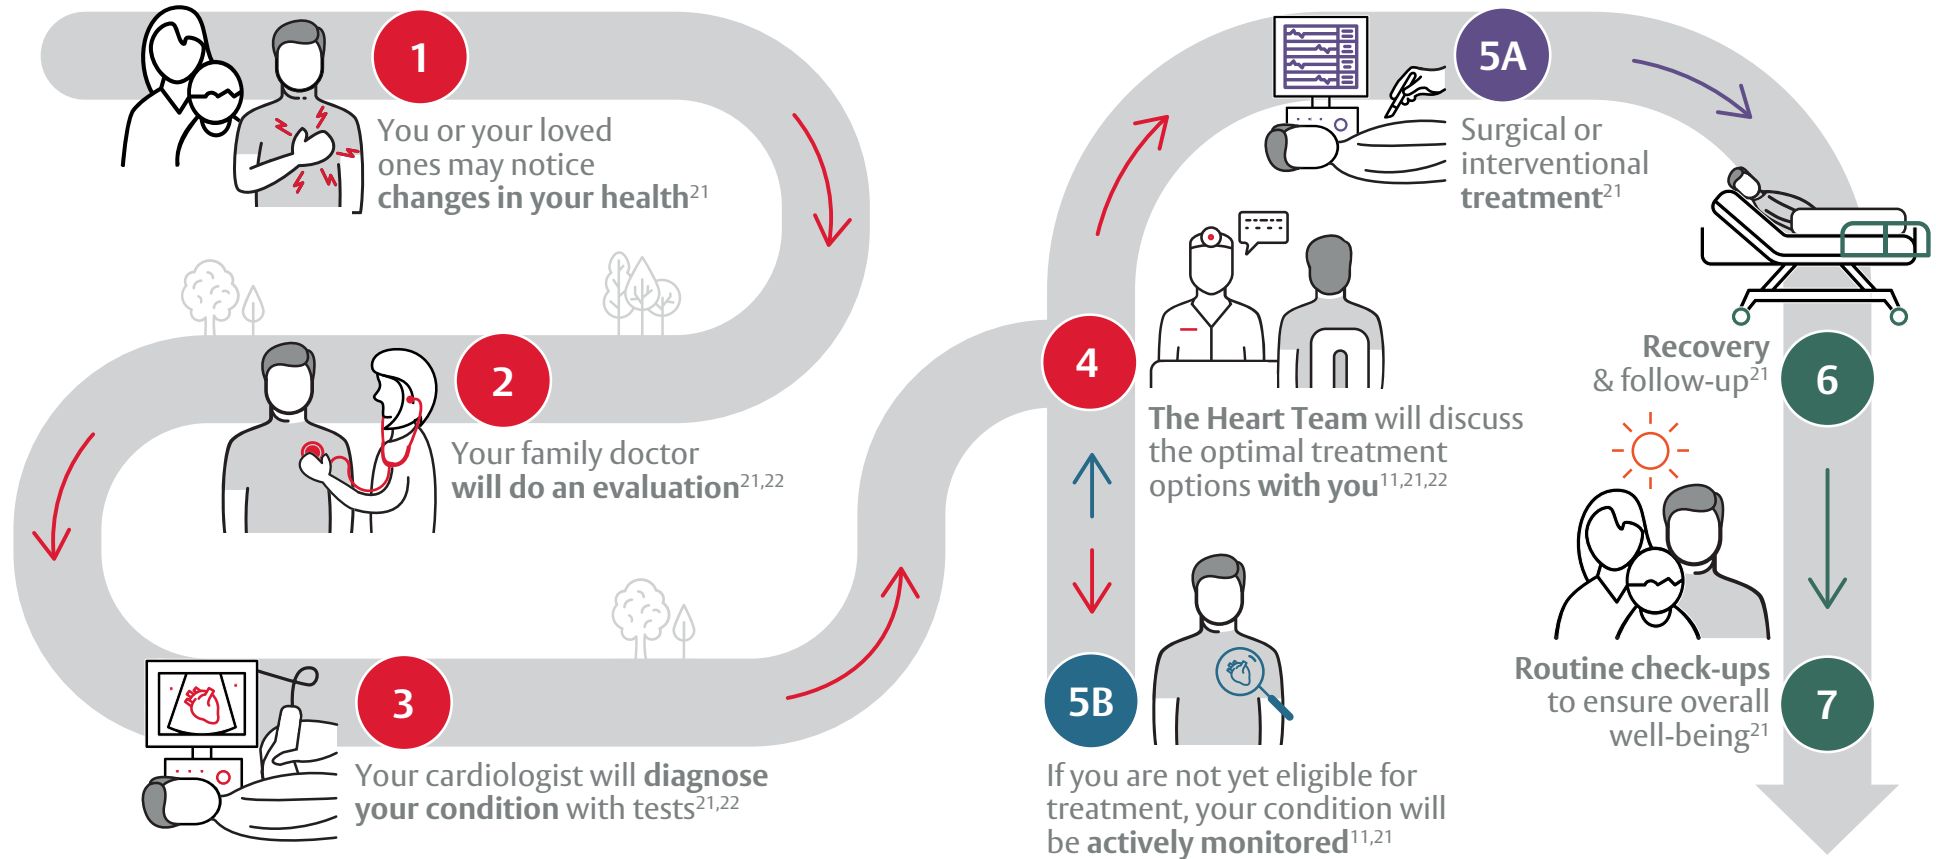 1
You or your loved
ones may notice
changes in your health21
2
Your family doctor
will do an evaluation21,22
3
Your cardiologist will diagnose
your condition with tests21,22
4
The Heart Team will discuss
the optimal treatment
options with you11,21,22
5A
Surgical or
interventional
treatment21
5B
If you are not yet eligible for
treatment, your condition will
be actively monitored11,21
Recovery
& follow-up21
6
Routine check-ups
to ensure overall
well-being21
7